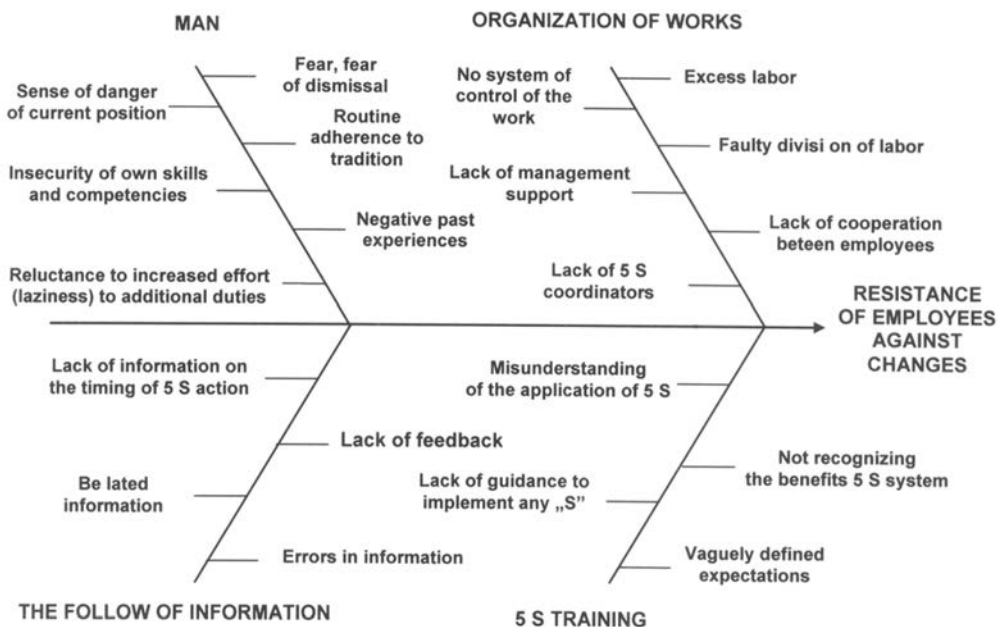 MAN
Fear, fear
of dismissal
Sense of danger
of current position
Routine
adherence to
tradition
Insecurity of own skills
and competencies
Negative past
experiences
Reluctance to increased effort
(laziness) to additional duties
ORGANIZATION OF WORKS
No system of
control of the
work
Excess labor
Faulty divisi on of labor
Lack of management
support
Lack of cooperation
beteen employees
Lack of 5 S
coordinators
RESISTANCE
OF EMPLOYEES
AGAINST
CHANGES
Lack of information on
the timing of 5 S action
Lack of feedback
Be lated
information
Errors in information
THE FOLLOW OF INFORMATION
Misunderstanding
of the application of 5 S
Not recognizing
the benefits 5 S system
Lack of guidance to
implement any „S”
Vaguely defined
expectations
5 S TRAINING